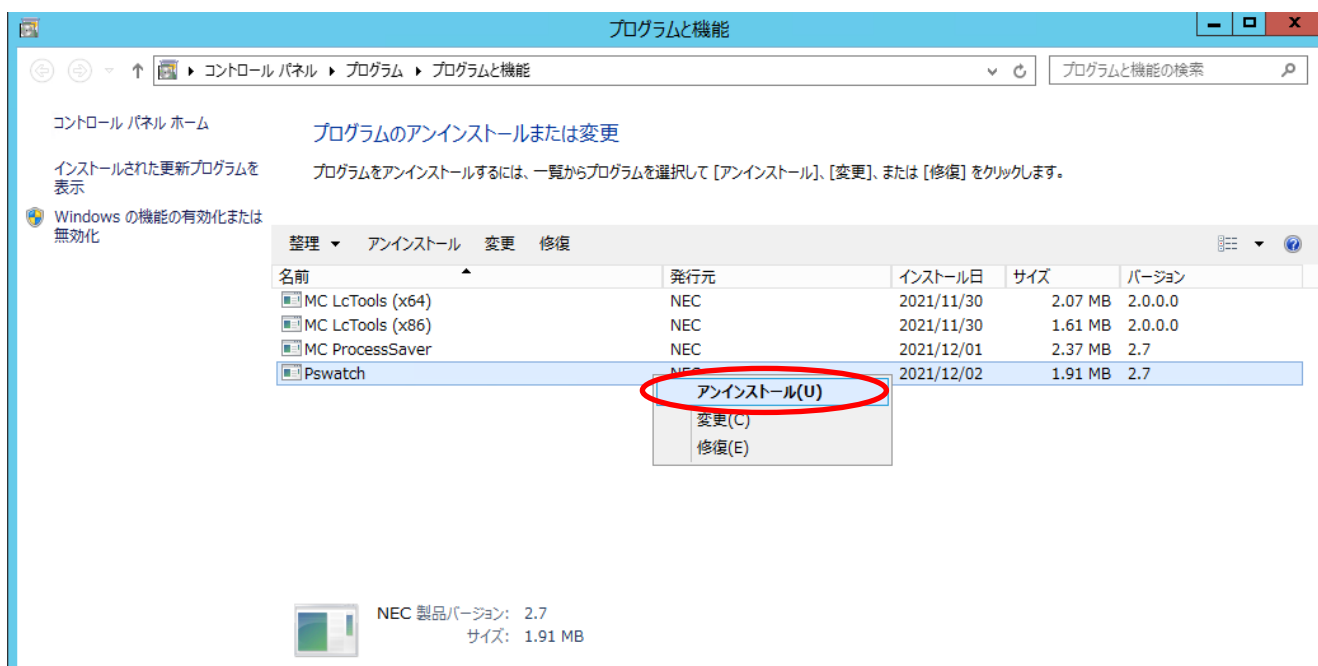 プログラムと機能
コントロール パネル ▸ プログラム ▸ プログラムと機能
プログラムと機能の検索
コントロール パネル ホーム
インストールされた更新プログラムを
表示
Windows の機能の有効化または
無効化
プログラムのアンインストールまたは変更
プログラムをアンインストールするには、一覧からプログラムを選択して [アンインストール]、[変更]、または [修復] をクリックします。
整理 アンインストール 変更 修復
名前 発行元 インストール日 サイズ バージョン
MC LcTools (x64) NEC 2021/11/30 2.07 MB 2.0.0.0
MC LcTools (x86) NEC 2021/11/30 1.61 MB 2.0.0.0
MC ProcessSaver NEC 2021/12/01 2.37 MB 2.7
Pswatch NEC 2021/12/02 1.91 MB 2.7
アンインストール(U)
変更(C)
修復(E)
NEC 製品バージョン: 2.7
サイズ: 1.91 MB